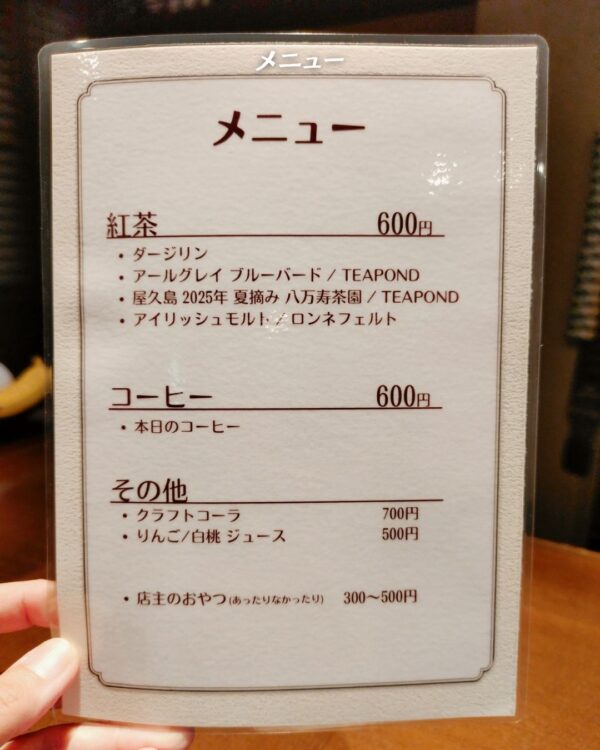 メニュー
メニュー
紅茶 600円
・ダージリン
・アールグレイ ブルーバード / TEAPOND
・屋久島 2025年 夏摘み 八万寿茶園 / TEAPOND
・アイリッシュモルト / ロンネフェルト
コーヒー 600円
・本日のコーヒー
その他
・クラフトコーラ 700円
・りんご/白桃 ジュース 500円
・店主のおやつ(あったりなかったり) 300〜500円